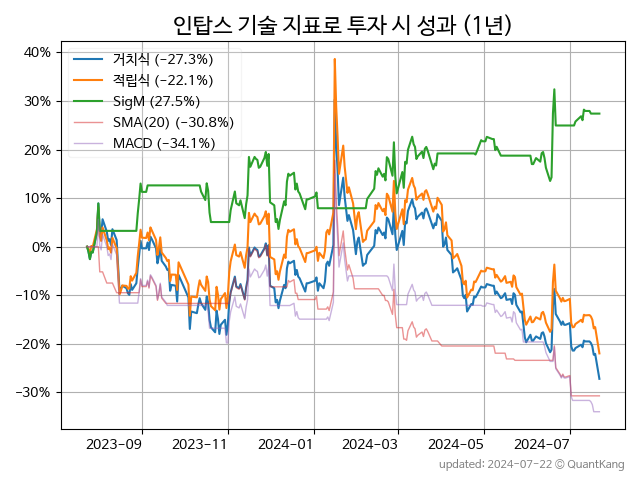 인탑스 기술 지표로 투자 시 성과 (1년)
거치식 (−27.3%)
적립식 (−22.1%)
SigM (27.5%)
SMA(20) (−30.8%)
MACD (−34.1%)
40%
30%
20%
10%
0%
−10%
−20%
−30%
2023−09 2023−11 2024−01 2024−03 2024−05 2024−07
updated: 2024−07−22 © QuantKang